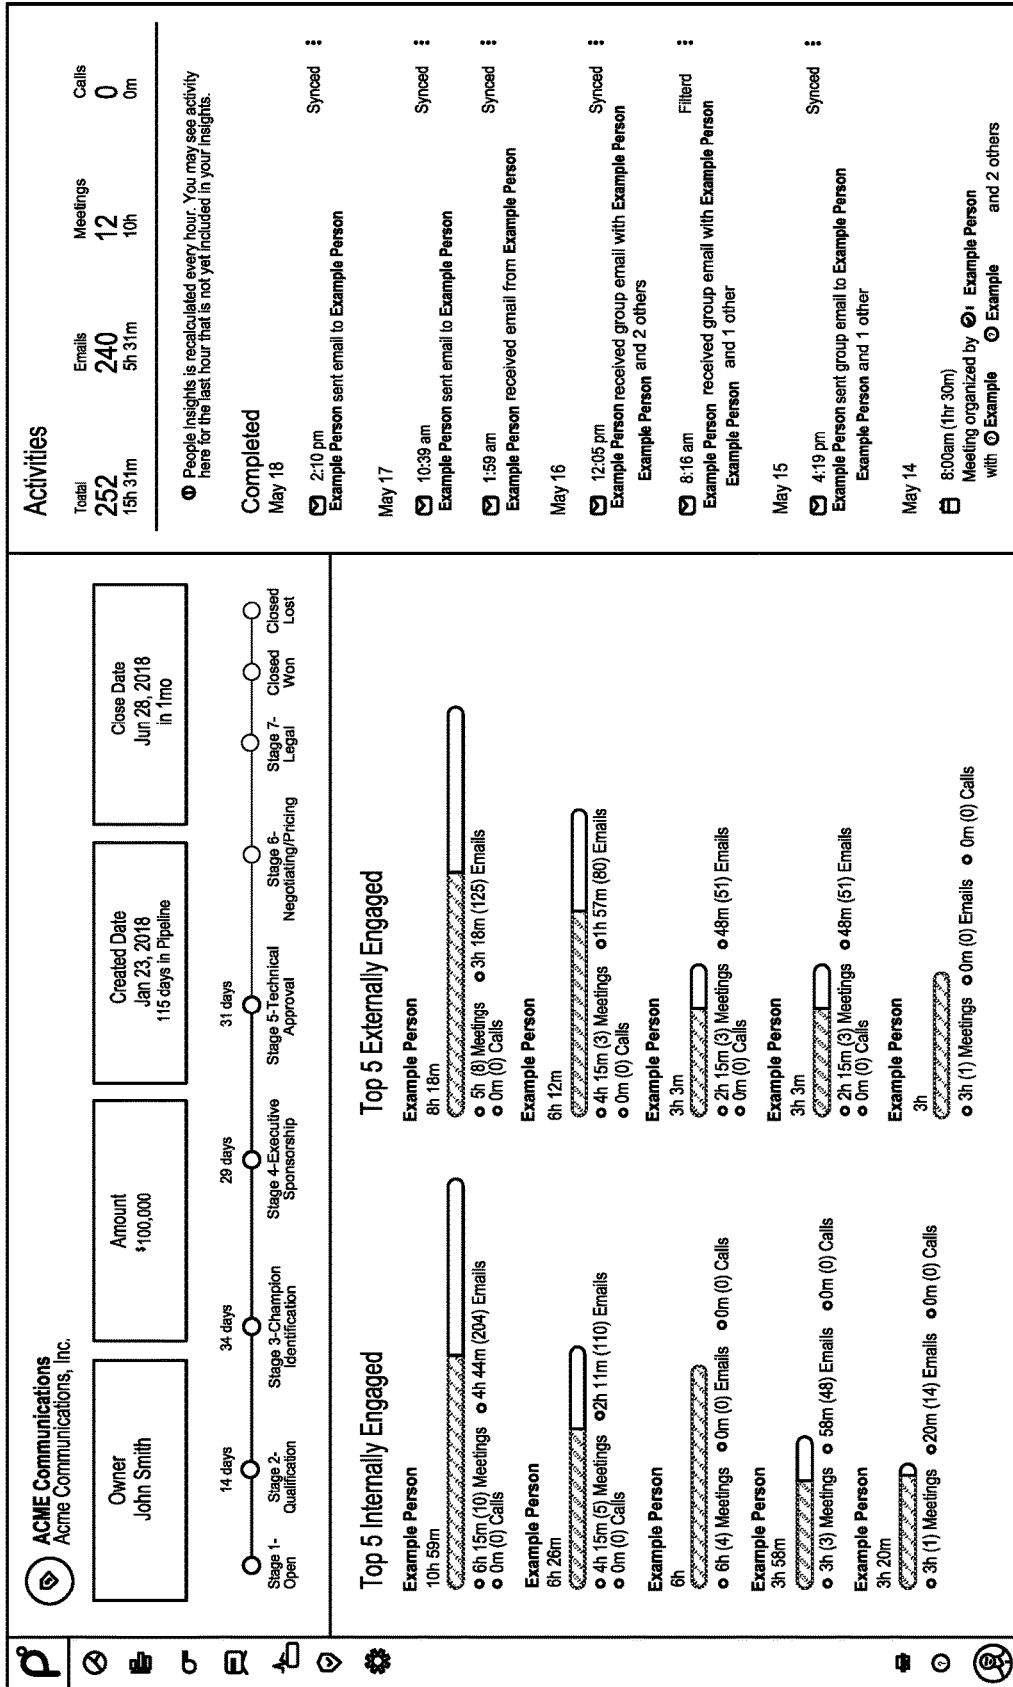 ACME Communications
Acme Communications, Inc.
Owner
John Smith
Amount
$100,000
Created Date
Jan 23, 2018
115 days in Pipeline
Close Date
Jun 28, 2018
in 1mo
14 days
34 days
29 days
31 days
Stage 1-
Open
Stage 2-
Qualification
Stage 3-Champion
Identification
Stage 4-Executive
Sponsorship
Stage 5-Technical
Approval
Stage 6-
Negotiating/Pricing
Stage 7-
Legal
Closed
Won
Closed
Lost
Top 5 Internally Engaged
Example Person
10h 59m
6h 15m (10) Meetings 4h 44m (204) Emails
0m (0) Calls
Example Person
6h 26m
4h 15m (5) Meetings 2h 11m (110) Emails
0m (0) Calls
Example Person
6h
6h (4) Meetings 0m (0) Emails 0m (0) Calls
Example Person
3h 58m
3h (3) Meetings 58m (48) Emails 0m (0) Calls
Example Person
3h 20m
3h (1) Meetings 20m (14) Emails 0m (0) Calls
Top 5 Externally Engaged
Example Person
8h 18m
5h (8) Meetings 3h 18m (125) Emails
0m (0) Calls
Example Person
6h 12m
4h 15m (3) Meetings 1h 57m (80) Emails
0m (0) Calls
Example Person
3h 3m
2h 15m (3) Meetings 48m (51) Emails
0m (0) Calls
Example Person
3h 3m
2h 15m (3) Meetings 48m (51) Emails
0m (0) Calls
Example Person
3h
3h (1) Meetings 0m (0) Emails 0m (0) Calls
Activities
Toatal
252
15h 31m
Emails
240
5h 31m
Meetings
12
10h
Calls
0
0m
People insights is recalculated every hour. You may see activity
here for the last hour that is not yet included in your insights.
Completed
May 18
2:10 pm Synced
Example Person sent email to Example Person
May 17
10:39 am Synced
Example Person sent email to Example Person
1:59 am Synced
Example Person received email from Example Person
May 16
12:05 pm Synced
Example Person received group email with Example Person
Example Person and 2 others
8:16 am Filterd
Example Person received group email with Example Person
Example Person and 1 other
May 15
4:19 pm Synced
Example Person sent group email to Example Person
Example Person and 1 other
May 14
8:00am (1hr 30m)
Meeting organized by Example Person
with Example Example and 2 others